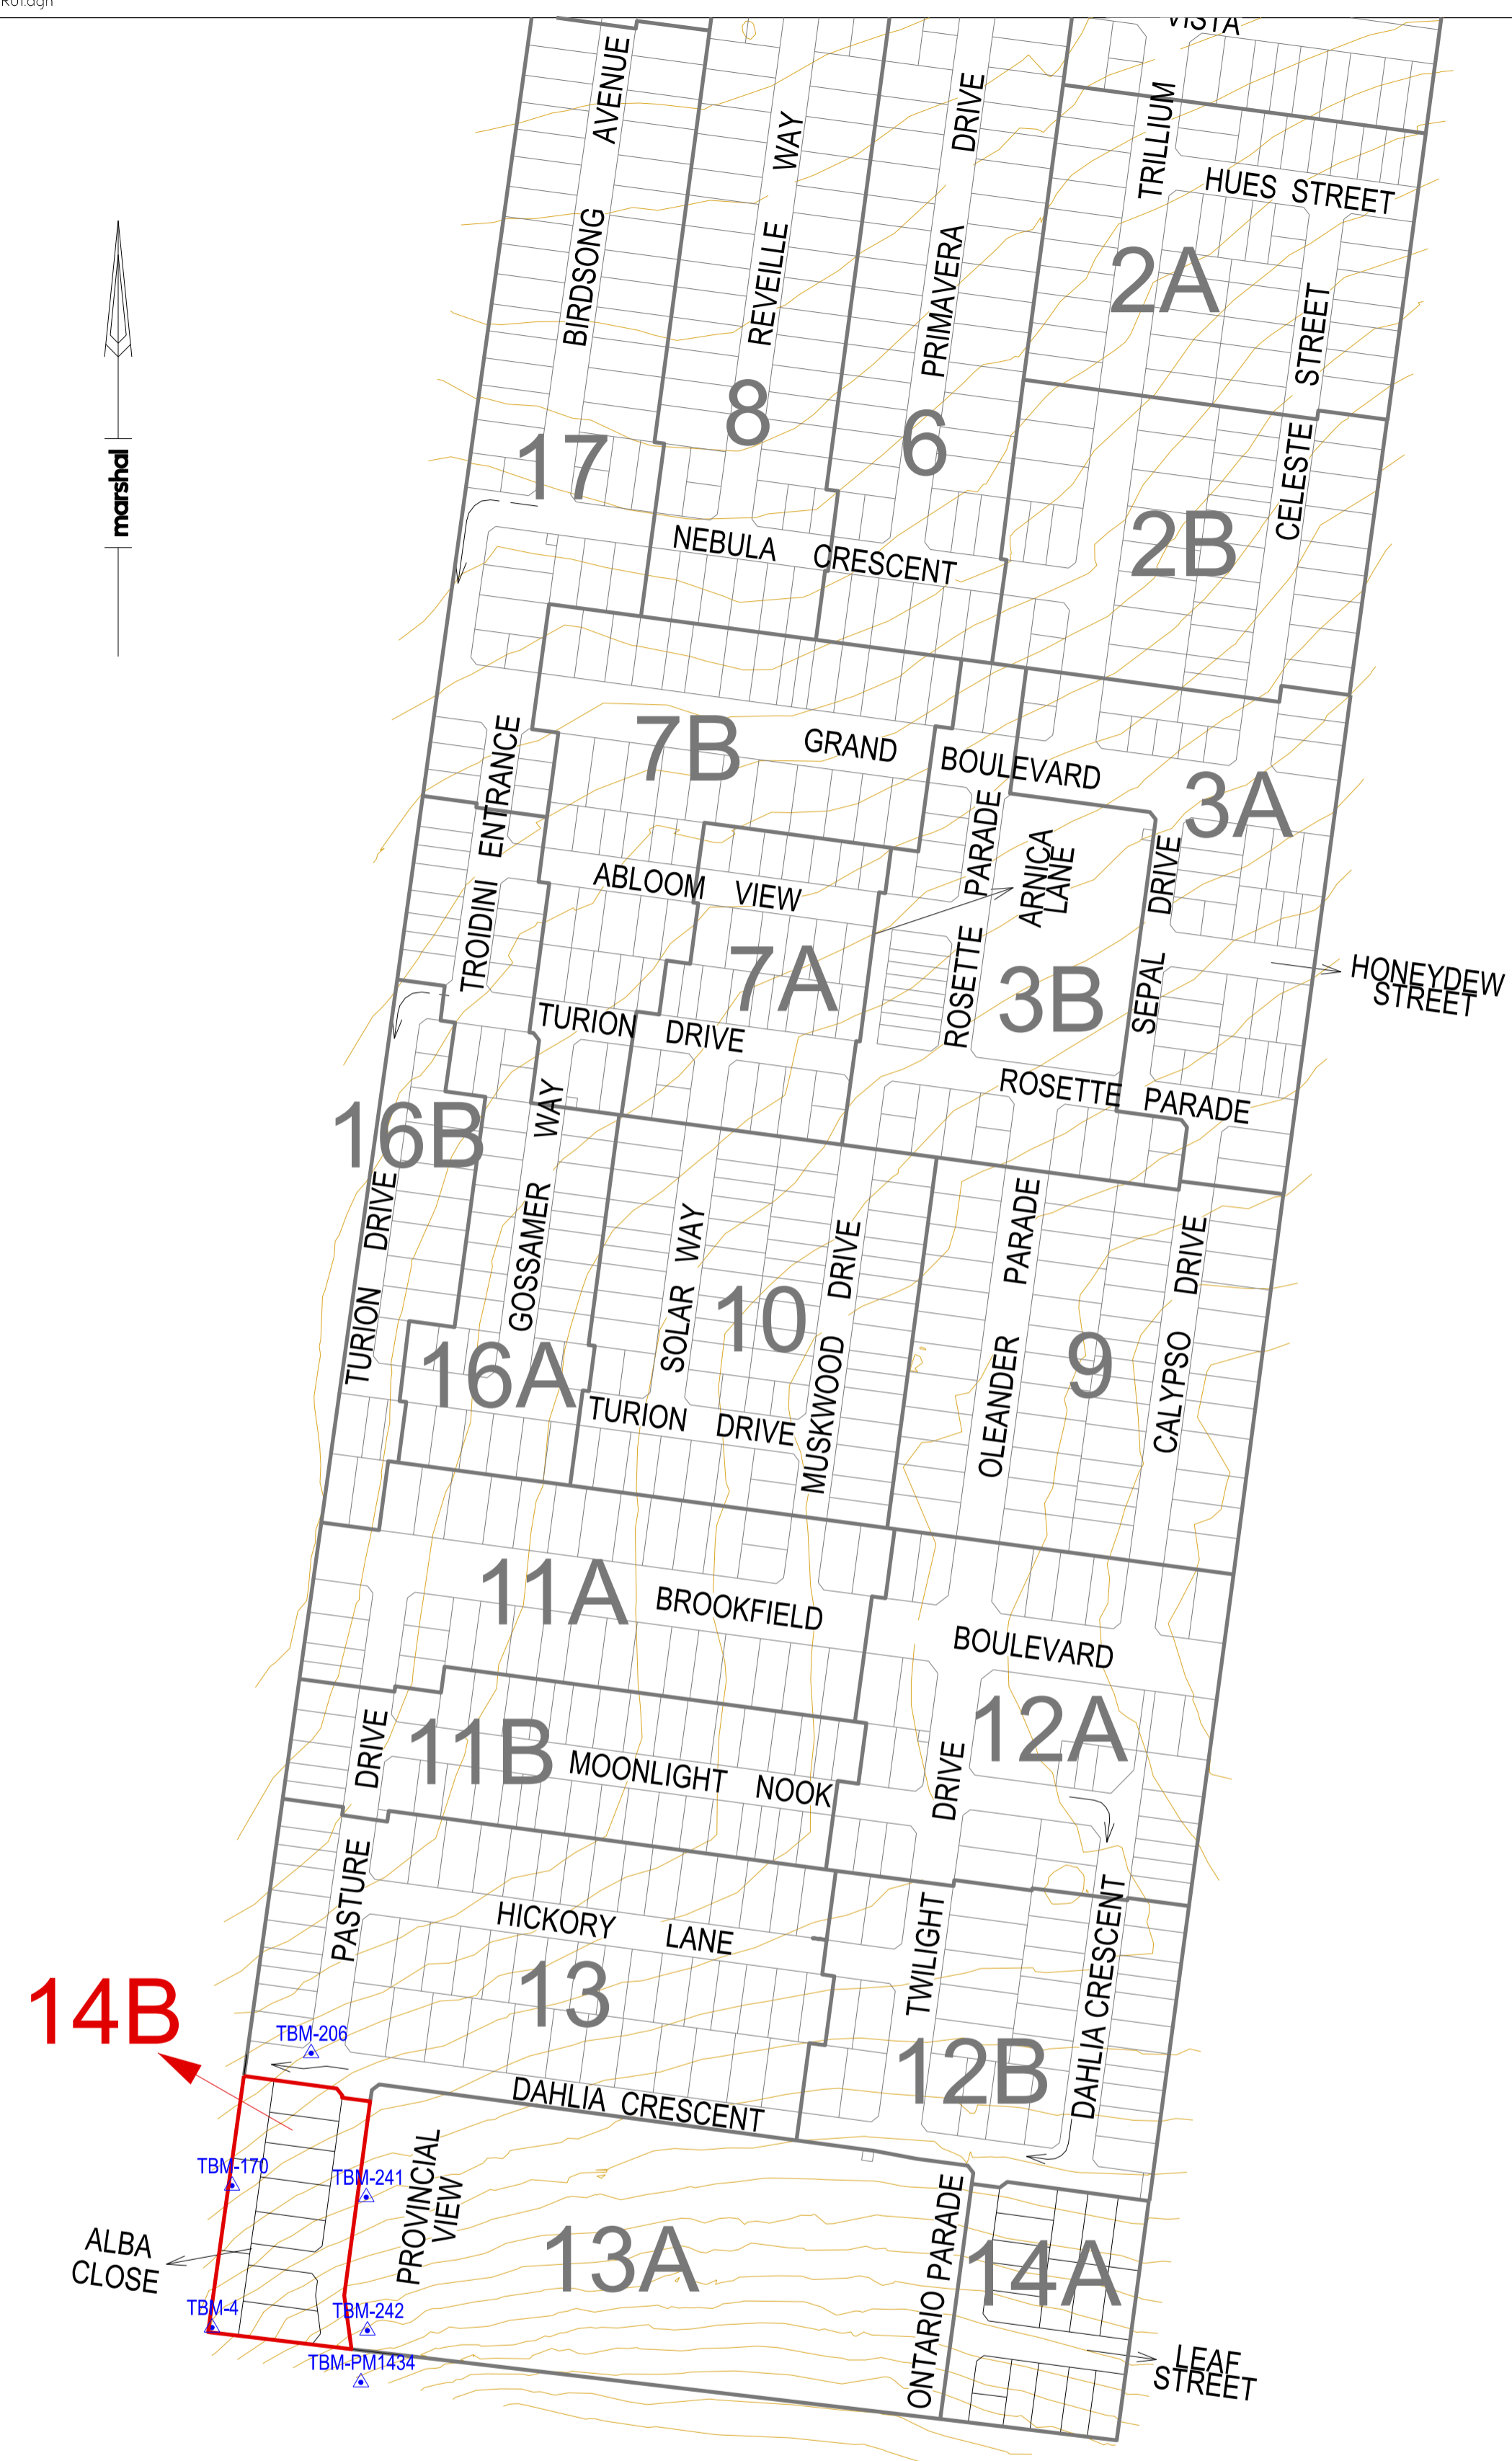 R01.dgn
VISTA
BIRDSONG AVENUE
REVEILLE WAY
PRIMAVERA DRIVE
TRILLIUM
HUES STREET
2A
CELESTE STREET
8
6
17
marshal
2B
NEBULA CRESCENT
7B
GRAND BOULEVARD
3A
TROIDINI ENTRANCE
ABLOOM VIEW
ROSETTE PARADE
ARNICA
LANE
SEPAL DRIVE
7A
3B
HONEYDEW
STREET
TURION DRIVE
ROSETTE PARADE
16B
GOSSAMER WAY
TURION DRIVE
SOLAR WAY
10
MUSKWOOD DRIVE
OLEANDER PARADE
9
CALYPSO DRIVE
16A
TURION DRIVE
11A
BROOKFIELD BOULEVARD
12A
11B
MOONLIGHT NOOK
PASTURE DRIVE
TWILIGHT DRIVE
HICKORY LANE
13
DAHLIA CRESCENT
14B
TBM-206
12B
DAHLIA CRESCENT
TBM-170
TBM-241
PROVINCIAL
VIEW
13A
ONTARIO PARADE
14A
ALBA
CLOSE
TBM-4
TBM-242
TBM-PM1434
LEAF
STREET